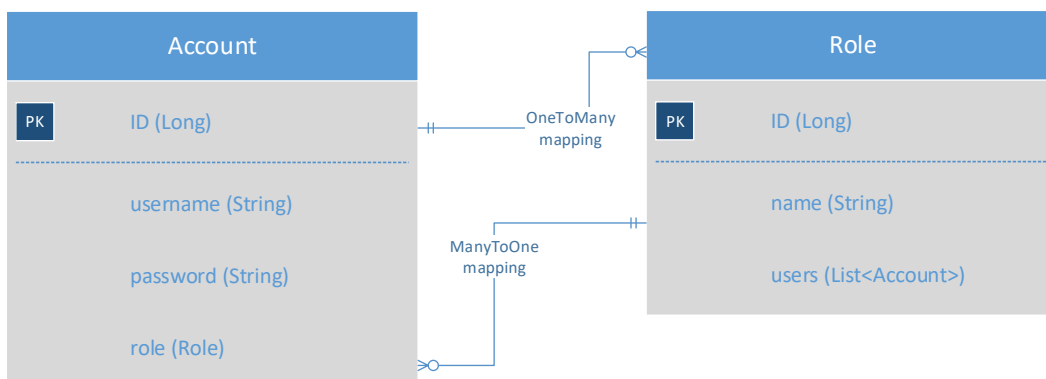 Account
PK
ID (Long)
username (String)
password (String)
role (Role)
OneToMany
mapping
ManyToOne
mapping
Role
PK
ID (Long)
name (String)
users (List<Account>)